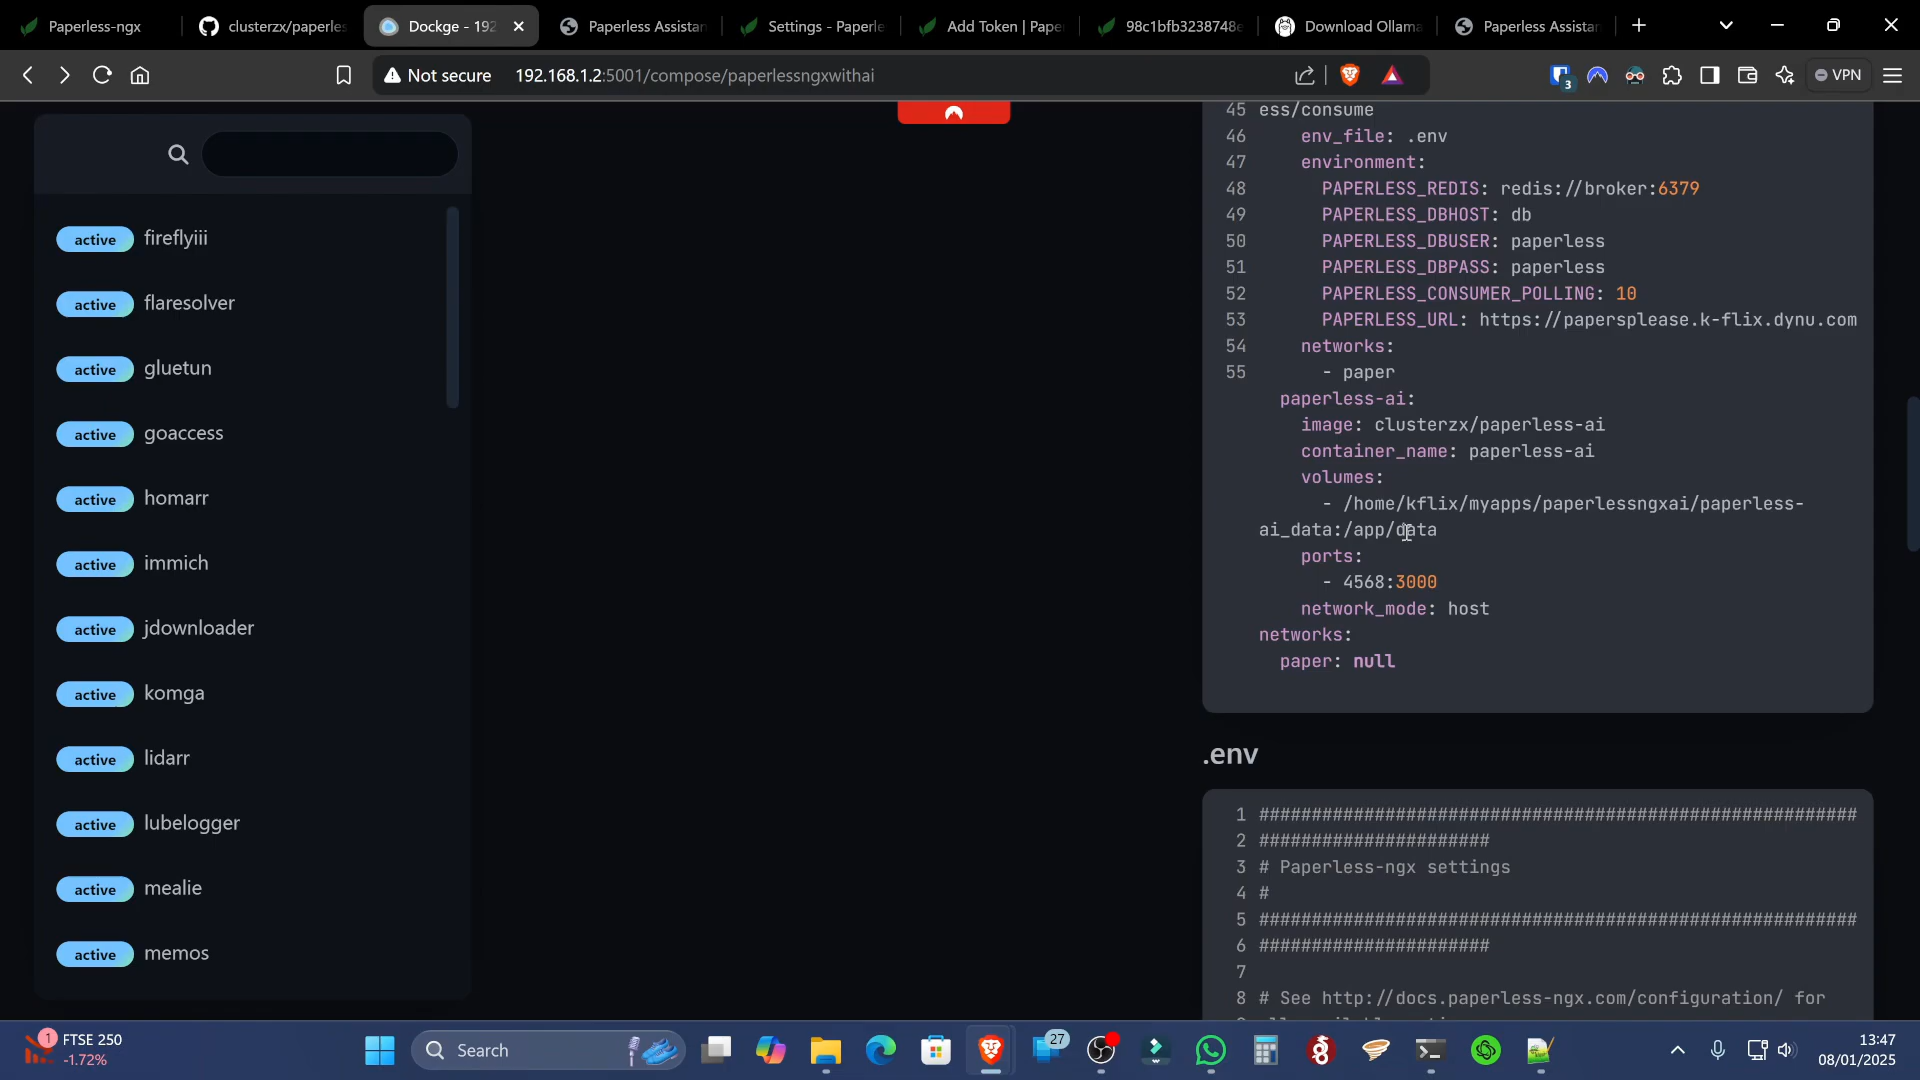 Paperless-ngx
clusterzx/paperles
Dockge - 192
Paperless Assistan
Settings - Paperle
Add Token | Pape
98c1bfb3238748e
Download Ollama
Paperless Assistan
Not secure
192.168.1.2:5001/compose/paperlessngxwithai
3
VPN
active fireflyiii
active flaresolver
active gluetun
active goaccess
active homarr
active immich
active jdownloader
active komga
active lidarr
active lubelogger
active mealie
active memos
45 ess/consume
46 env_file: .env
47 environment:
48 PAPERLESS_REDIS: redis://broker:6379
49 PAPERLESS_DBHOST: db
50 PAPERLESS_DBUSER: paperless
51 PAPERLESS_DBPASS: paperless
52 PAPERLESS_CONSUMER_POLLING: 10
53 PAPERLESS_URL: https://papersplease.k-flix.dynu.com
54 networks:
55 - paper
paperless-ai:
image: clusterzx/paperless-ai
container_name: paperless-ai
volumes:
- /home/kflix/myapps/paperlessngxai/paperless-
ai_data:/app/data
ports:
- 4568:3000
network_mode: host
networks:
paper: null
.env
1 #########################################################
2 ######################
3 # Paperless-ngx settings
4 #
5 #########################################################
6 ######################
7
8 # See http://docs.paperless-ngx.com/configuration/ for
1
FTSE 250
-1.72%
Search
27
13:47
08/01/2025